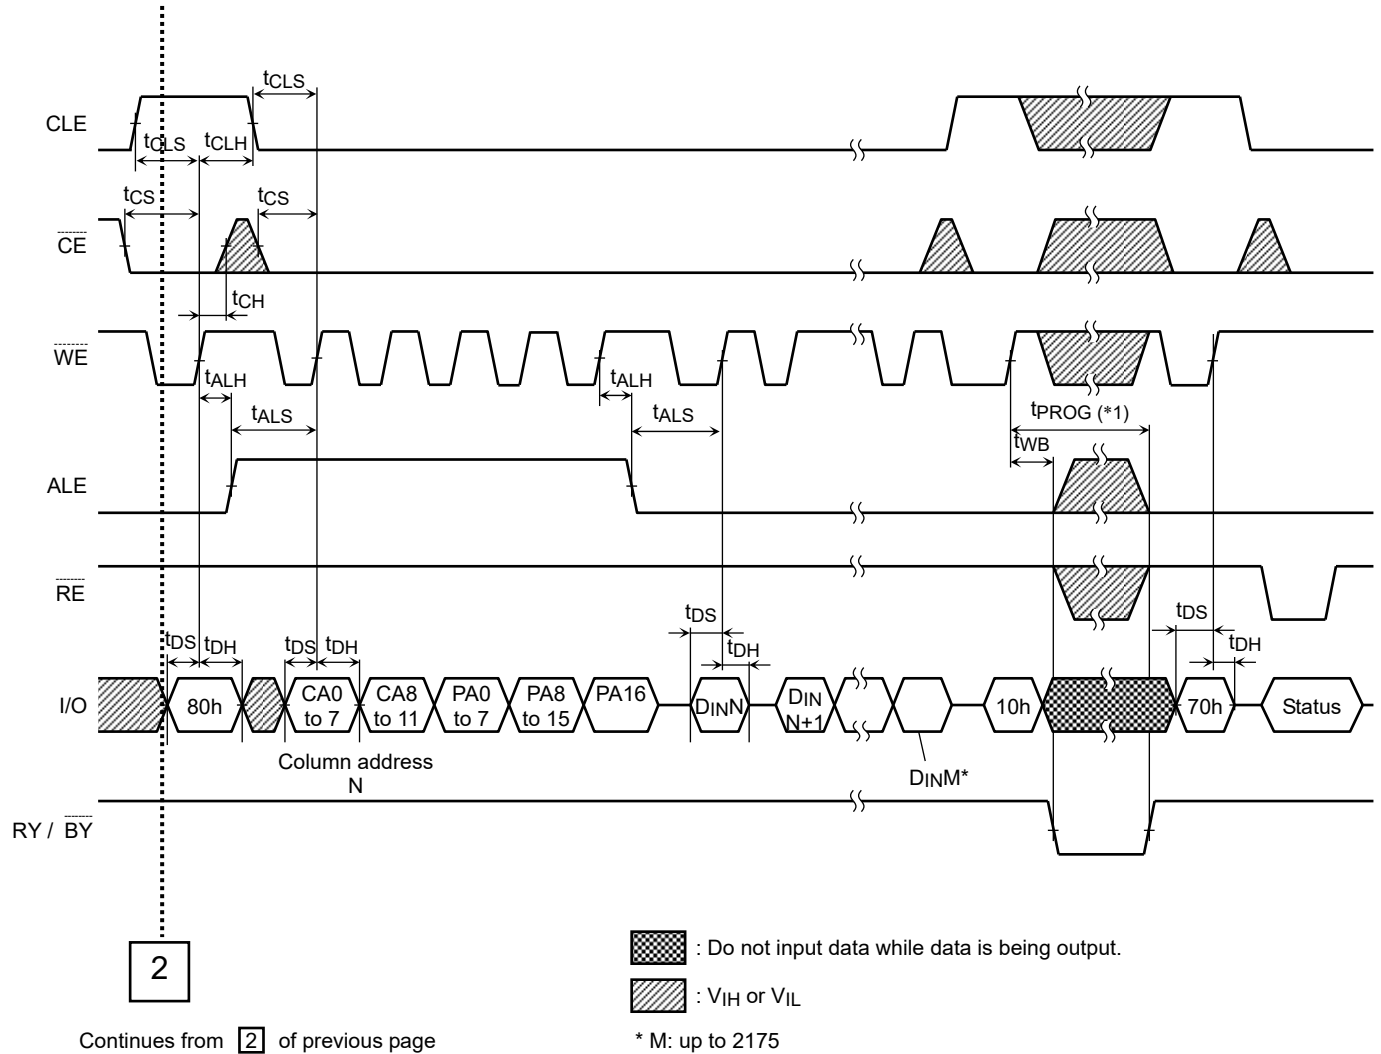 tCLS
CLE
tCLS
tCLH
tCS
tCS
CE
tCH
WE
tALH
tALH
tALS
tALS
tPROG (*1)
tWB
ALE
RE
tDS
tDH
tDS
tDH
tDS
tDH
tDS
tDH
I/O
80h
CA0 to 7
CA8 to 11
PA0 to 7
PA8 to 15
PA16
DINN
DIN N+1
10h
70h
Status
Column address
N
DINM*
RY / BY
2
: Do not input data while data is being output.
: VIH or VIL
Continues from 2 of previous page
* M: up to 2175